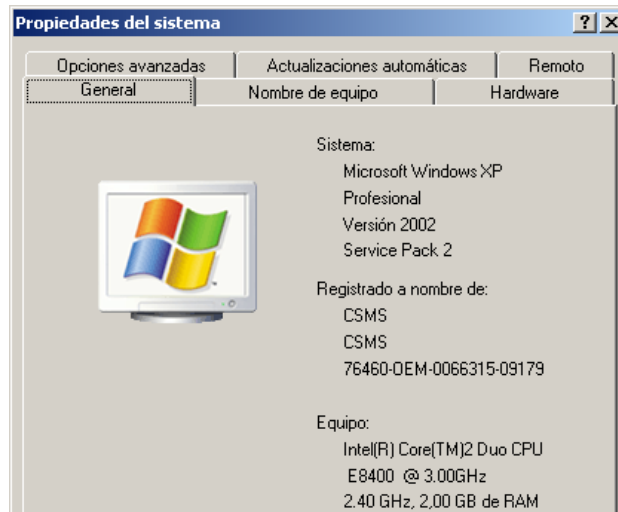 Propiedades del sistema
Opciones avanzadas Actualizaciones automáticas Remoto
General Nombre de equipo Hardware
Sistema:
Microsoft Windows XP
Profesional
Versión 2002
Service Pack 2
Registrado a nombre de:
CSMS
CSMS
76460-OEM-0066315-09179
Equipo:
Intel(R) Core(TM)2 Duo CPU
E8400 @ 3.00GHz
2.40 GHz, 2,00 GB de RAM